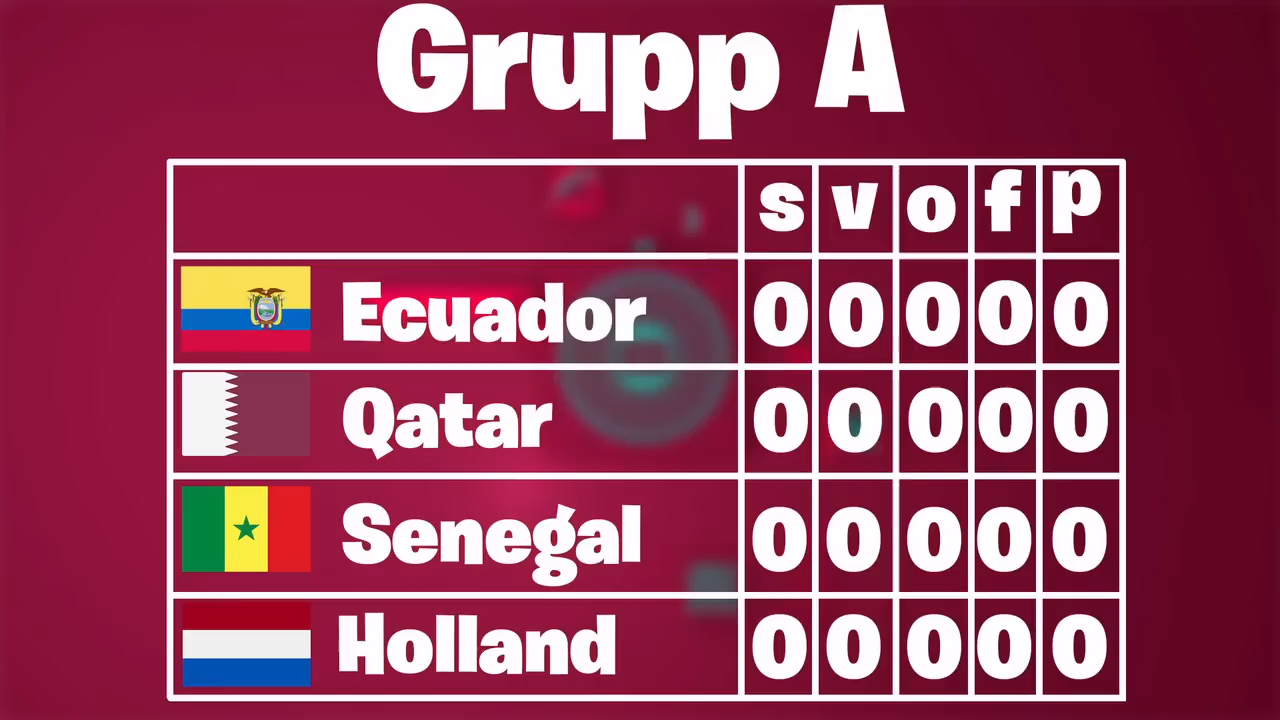 Grupp A
s v o f p
Ecuador 0 0 0 0 0
Qatar 0 0 0 0 0
Senegal 0 0 0 0 0
Holland 0 0 0 0 0